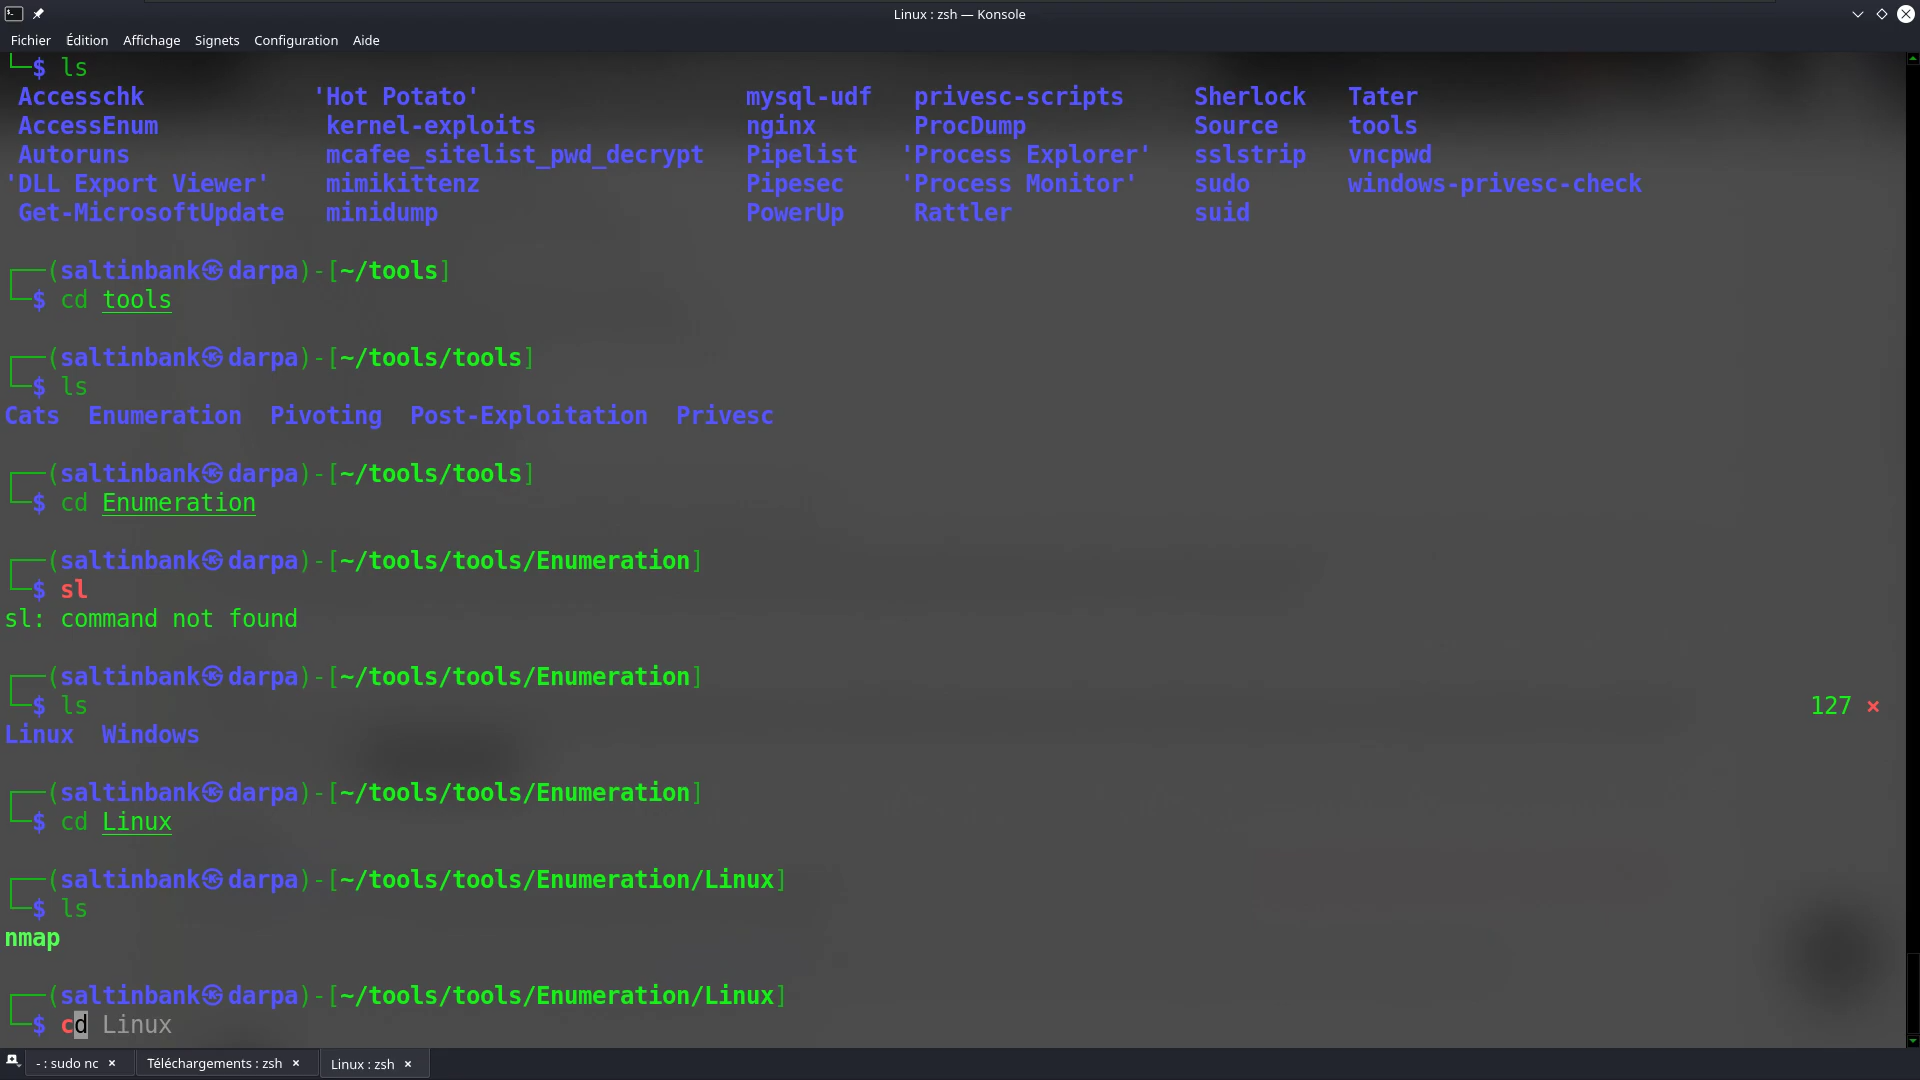 Linux : zsh — Konsole
Fichier Édition Affichage Signets Configuration Aide
└─$ ls
Accesschk 'Hot Potato' mysql-udf privesc-scripts Sherlock Tater
AccessEnum kernel-exploits nginx ProcDump Source tools
Autoruns mcafee_sitelist_pwd_decrypt Pipelist 'Process Explorer' sslstrip vncpwd
'DLL Export Viewer' mimikittenz Pipesec 'Process Monitor' sudo windows-privesc-check
Get-MicrosoftUpdate minidump PowerUp Rattler suid
┌──(saltinbank㉿darpa)-[~/tools]
└─$ cd tools
┌──(saltinbank㉿darpa)-[~/tools/tools]
└─$ ls
Cats Enumeration Pivoting Post-Exploitation Privesc
┌──(saltinbank㉿darpa)-[~/tools/tools]
└─$ cd Enumeration
┌──(saltinbank㉿darpa)-[~/tools/tools/Enumeration]
└─$ sl
sl: command not found
┌──(saltinbank㉿darpa)-[~/tools/tools/Enumeration]
└─$ ls 127 ⨯
Linux Windows
┌──(saltinbank㉿darpa)-[~/tools/tools/Enumeration]
└─$ cd Linux
┌──(saltinbank㉿darpa)-[~/tools/tools/Enumeration/Linux]
└─$ ls
nmap
┌──(saltinbank㉿darpa)-[~/tools/tools/Enumeration/Linux]
└─$ cd Linux
- : sudo nc × Téléchargements : zsh × Linux : zsh ×